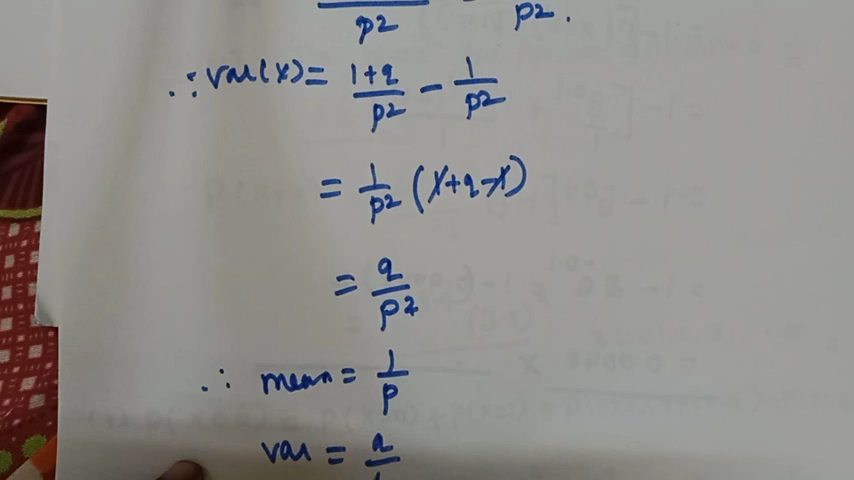 p2 p2.
∴ var(x) = 1+q/p2 - 1/p2
= 1/p2 (1+q-1)
= q/p2
∴ mean = 1/p
var = q/